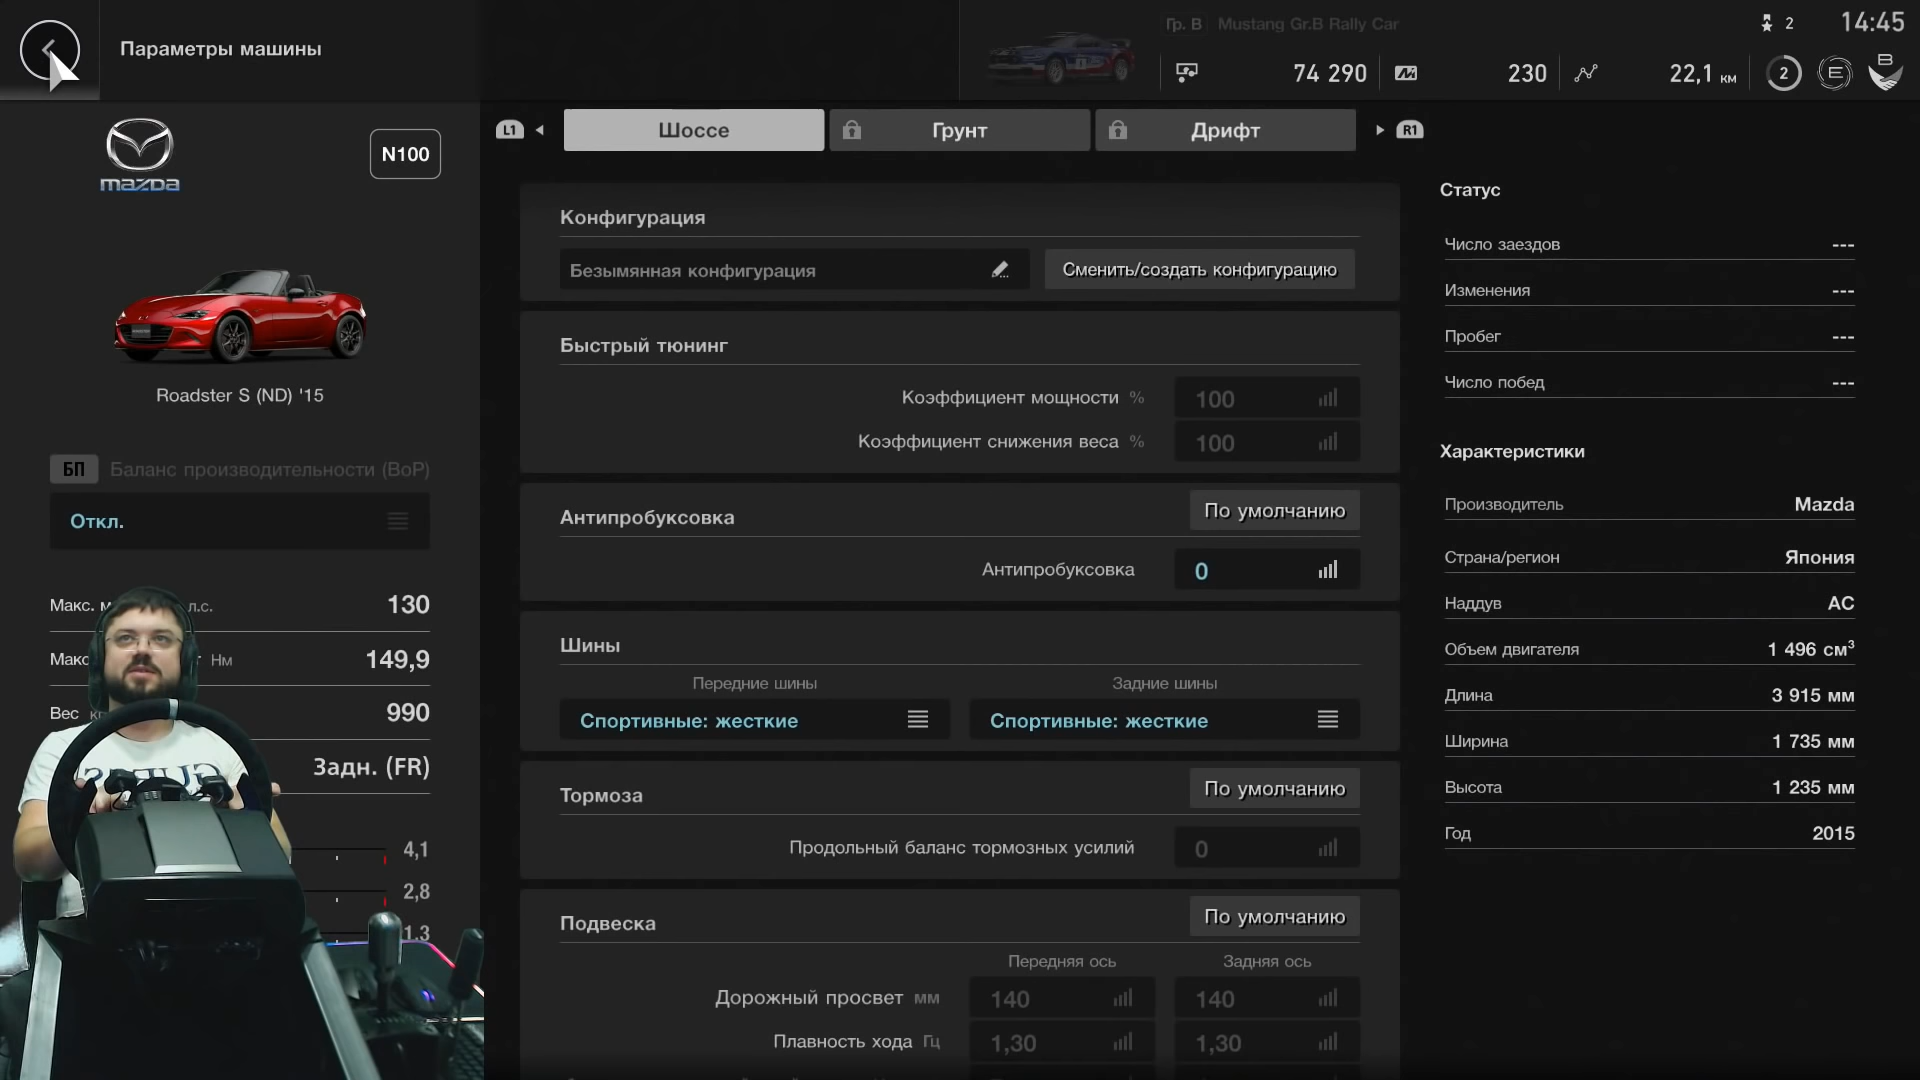 Параметры машины
Гр. B Mustang Gr.B Rally Car
2 14:45
74 290
230
22,1 км
2
E
B
mazda
N100
Roadster S (ND) '15
БП Баланс производительности (BoP)
Откл.
Макс. м л.с. 130
Макс Нм 149,9
Вес 990
Задн. (FR)
4,1
2,8
1,3
L1 Шоссе Грунт Дрифт R1
Конфигурация
Безымянная конфигурация
Сменить/создать конфигурацию
Быстрый тюнинг
Коэффициент мощности % 100
Коэффициент снижения веса % 100
Антипробуксовка По умолчанию
Антипробуксовка 0
Шины
Передние шины Задние шины
Спортивные: жесткие Спортивные: жесткие
Тормоза По умолчанию
Продольный баланс тормозных усилий 0
Подвеска По умолчанию
Передняя ось Задняя ось
Дорожный просвет мм 140 140
Плавность хода Гц 1,30 1,30
Статус
Число заездов ---
Изменения ---
Пробег ---
Число побед ---
Характеристики
Производитель Mazda
Страна/регион Япония
Наддув АС
Объем двигателя 1 496 см³
Длина 3 915 мм
Ширина 1 735 мм
Высота 1 235 мм
Год 2015